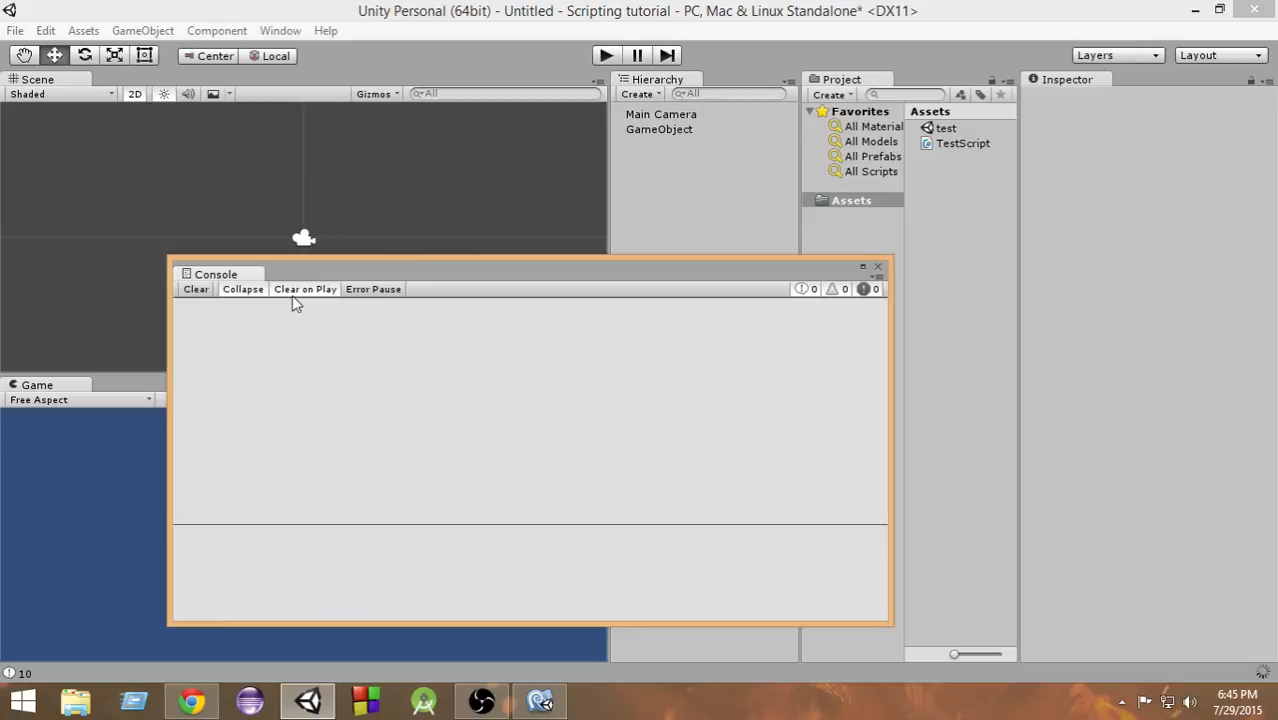 Unity Personal (64bit) - Untitled - Scripting tutorial - PC, Mac & Linux Standalone* <DX11>
File Edit Assets GameObject Component Window Help
Center Local Layers Layout
Scene Hierarchy Project Inspector
Shaded 2D Gizmos All Create All Create
Main Camera
GameObject
Favorites
All Material
All Models
All Prefabs
All Scripts
Assets
Assets
test
TestScript
Console
Clear Collapse Clear on Play Error Pause 0 0 0
Game
Free Aspect
10
6:45 PM
7/29/2015